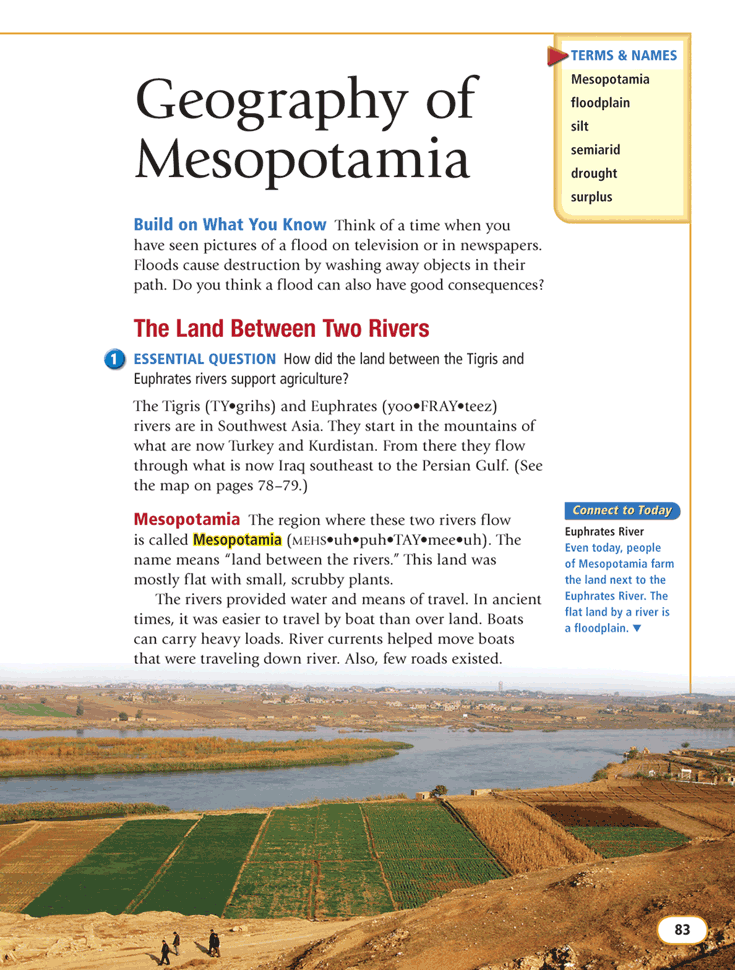 Geography of
Mesopotamia
TERMS & NAMES
Mesopotamia
floodplain
silt
semiarid
drought
surplus
Build on What You Know Think of a time when you
have seen pictures of a flood on television or in newspapers.
Floods cause destruction by washing away objects in their
path. Do you think a flood can also have good consequences?
The Land Between Two Rivers
1 ESSENTIAL QUESTION How did the land between the Tigris and
Euphrates rivers support agriculture?
The Tigris (TY•grihs) and Euphrates (yoo•FRAY•teez)
rivers are in Southwest Asia. They start in the mountains of
what are now Turkey and Kurdistan. From there they flow
through what is now Iraq southeast to the Persian Gulf. (See
the map on pages 78–79.)
Mesopotamia The region where these two rivers flow
is called Mesopotamia (MEHS•uh•puh•TAY•mee•uh). The
name means “land between the rivers.” This land was
mostly flat with small, scrubby plants.
The rivers provided water and means of travel. In ancient
times, it was easier to travel by boat than over land. Boats
can carry heavy loads. River currents helped move boats
that were traveling down river. Also, few roads existed.
Connect to Today
Euphrates River
Even today, people
of Mesopotamia farm
the land next to the
Euphrates River. The
flat land by a river is
a floodplain. ▼
83